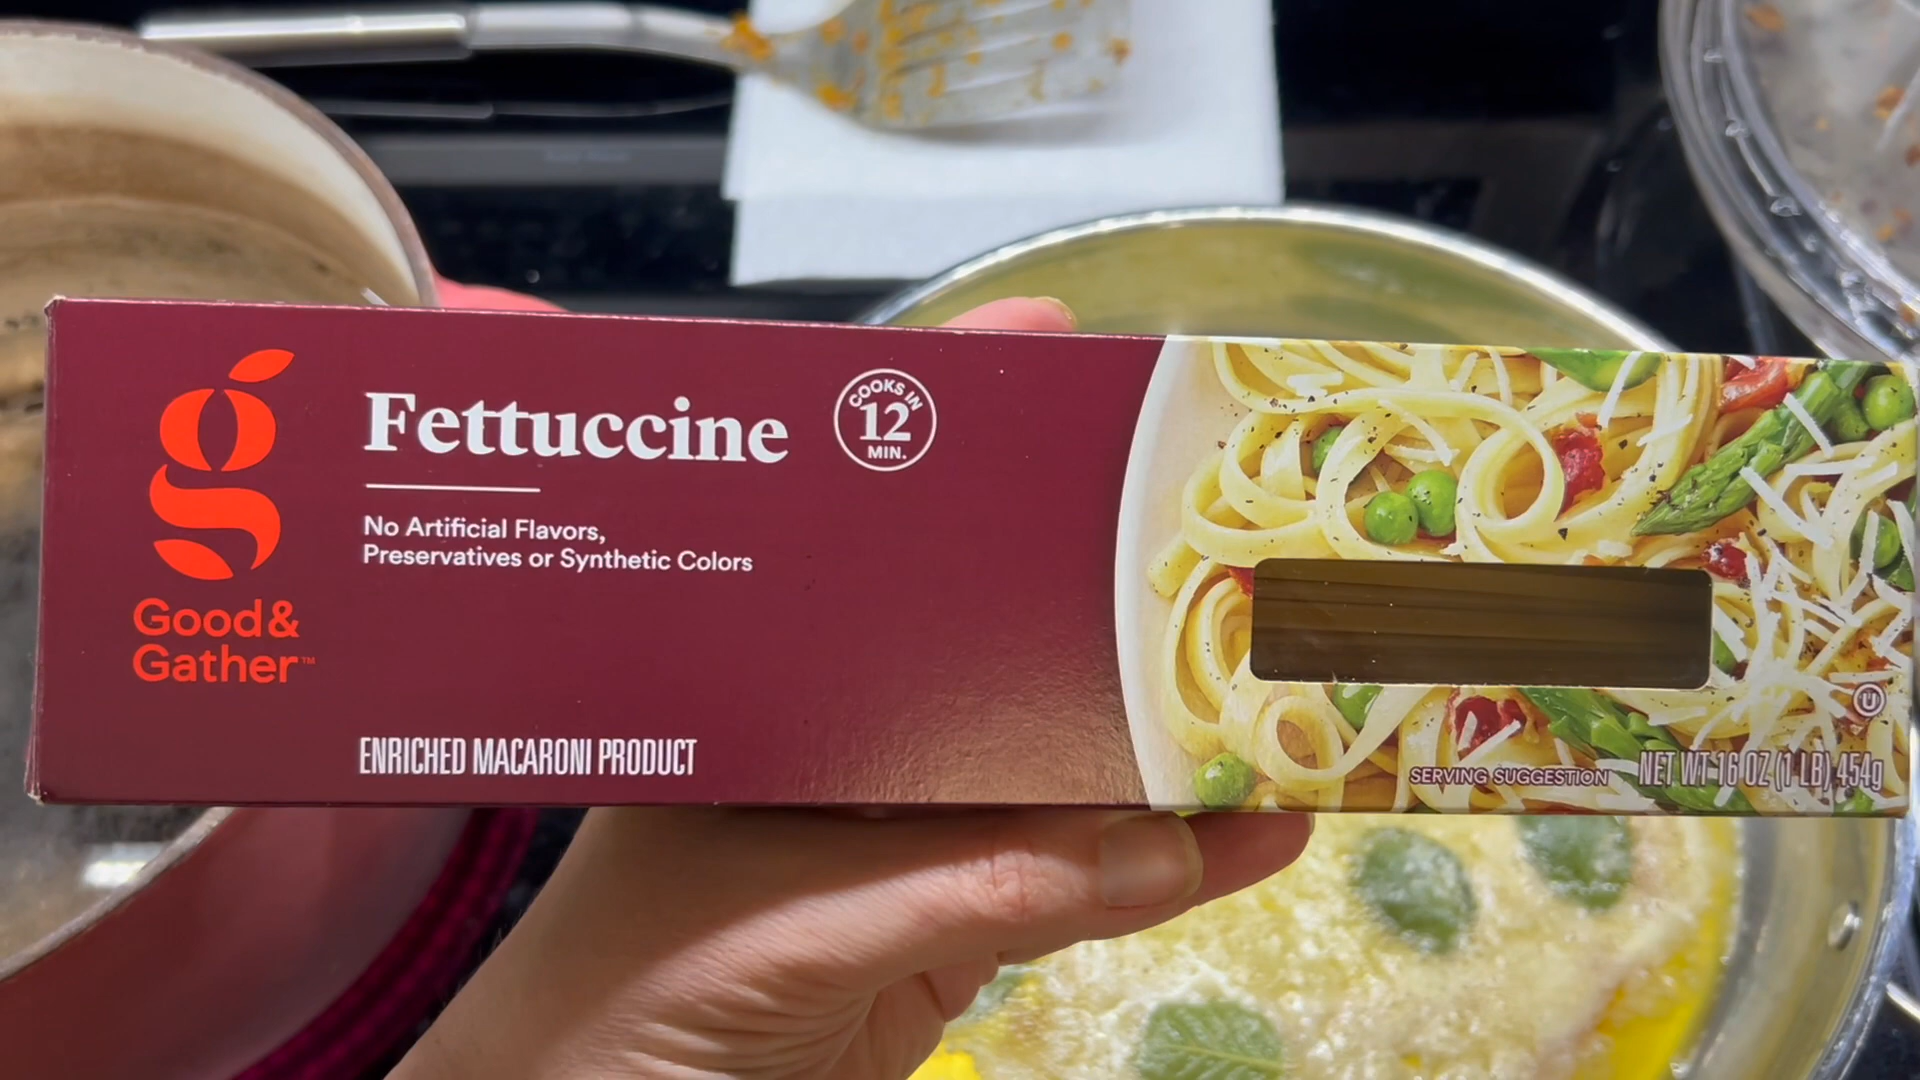 Fettuccine
COOKS IN
12
MIN.
No Artificial Flavors,
Preservatives or Synthetic Colors
Good &
Gather™
ENRICHED MACARONI PRODUCT
U
SERVING SUGGESTION
NET WT 16 OZ (1 LB) 454g